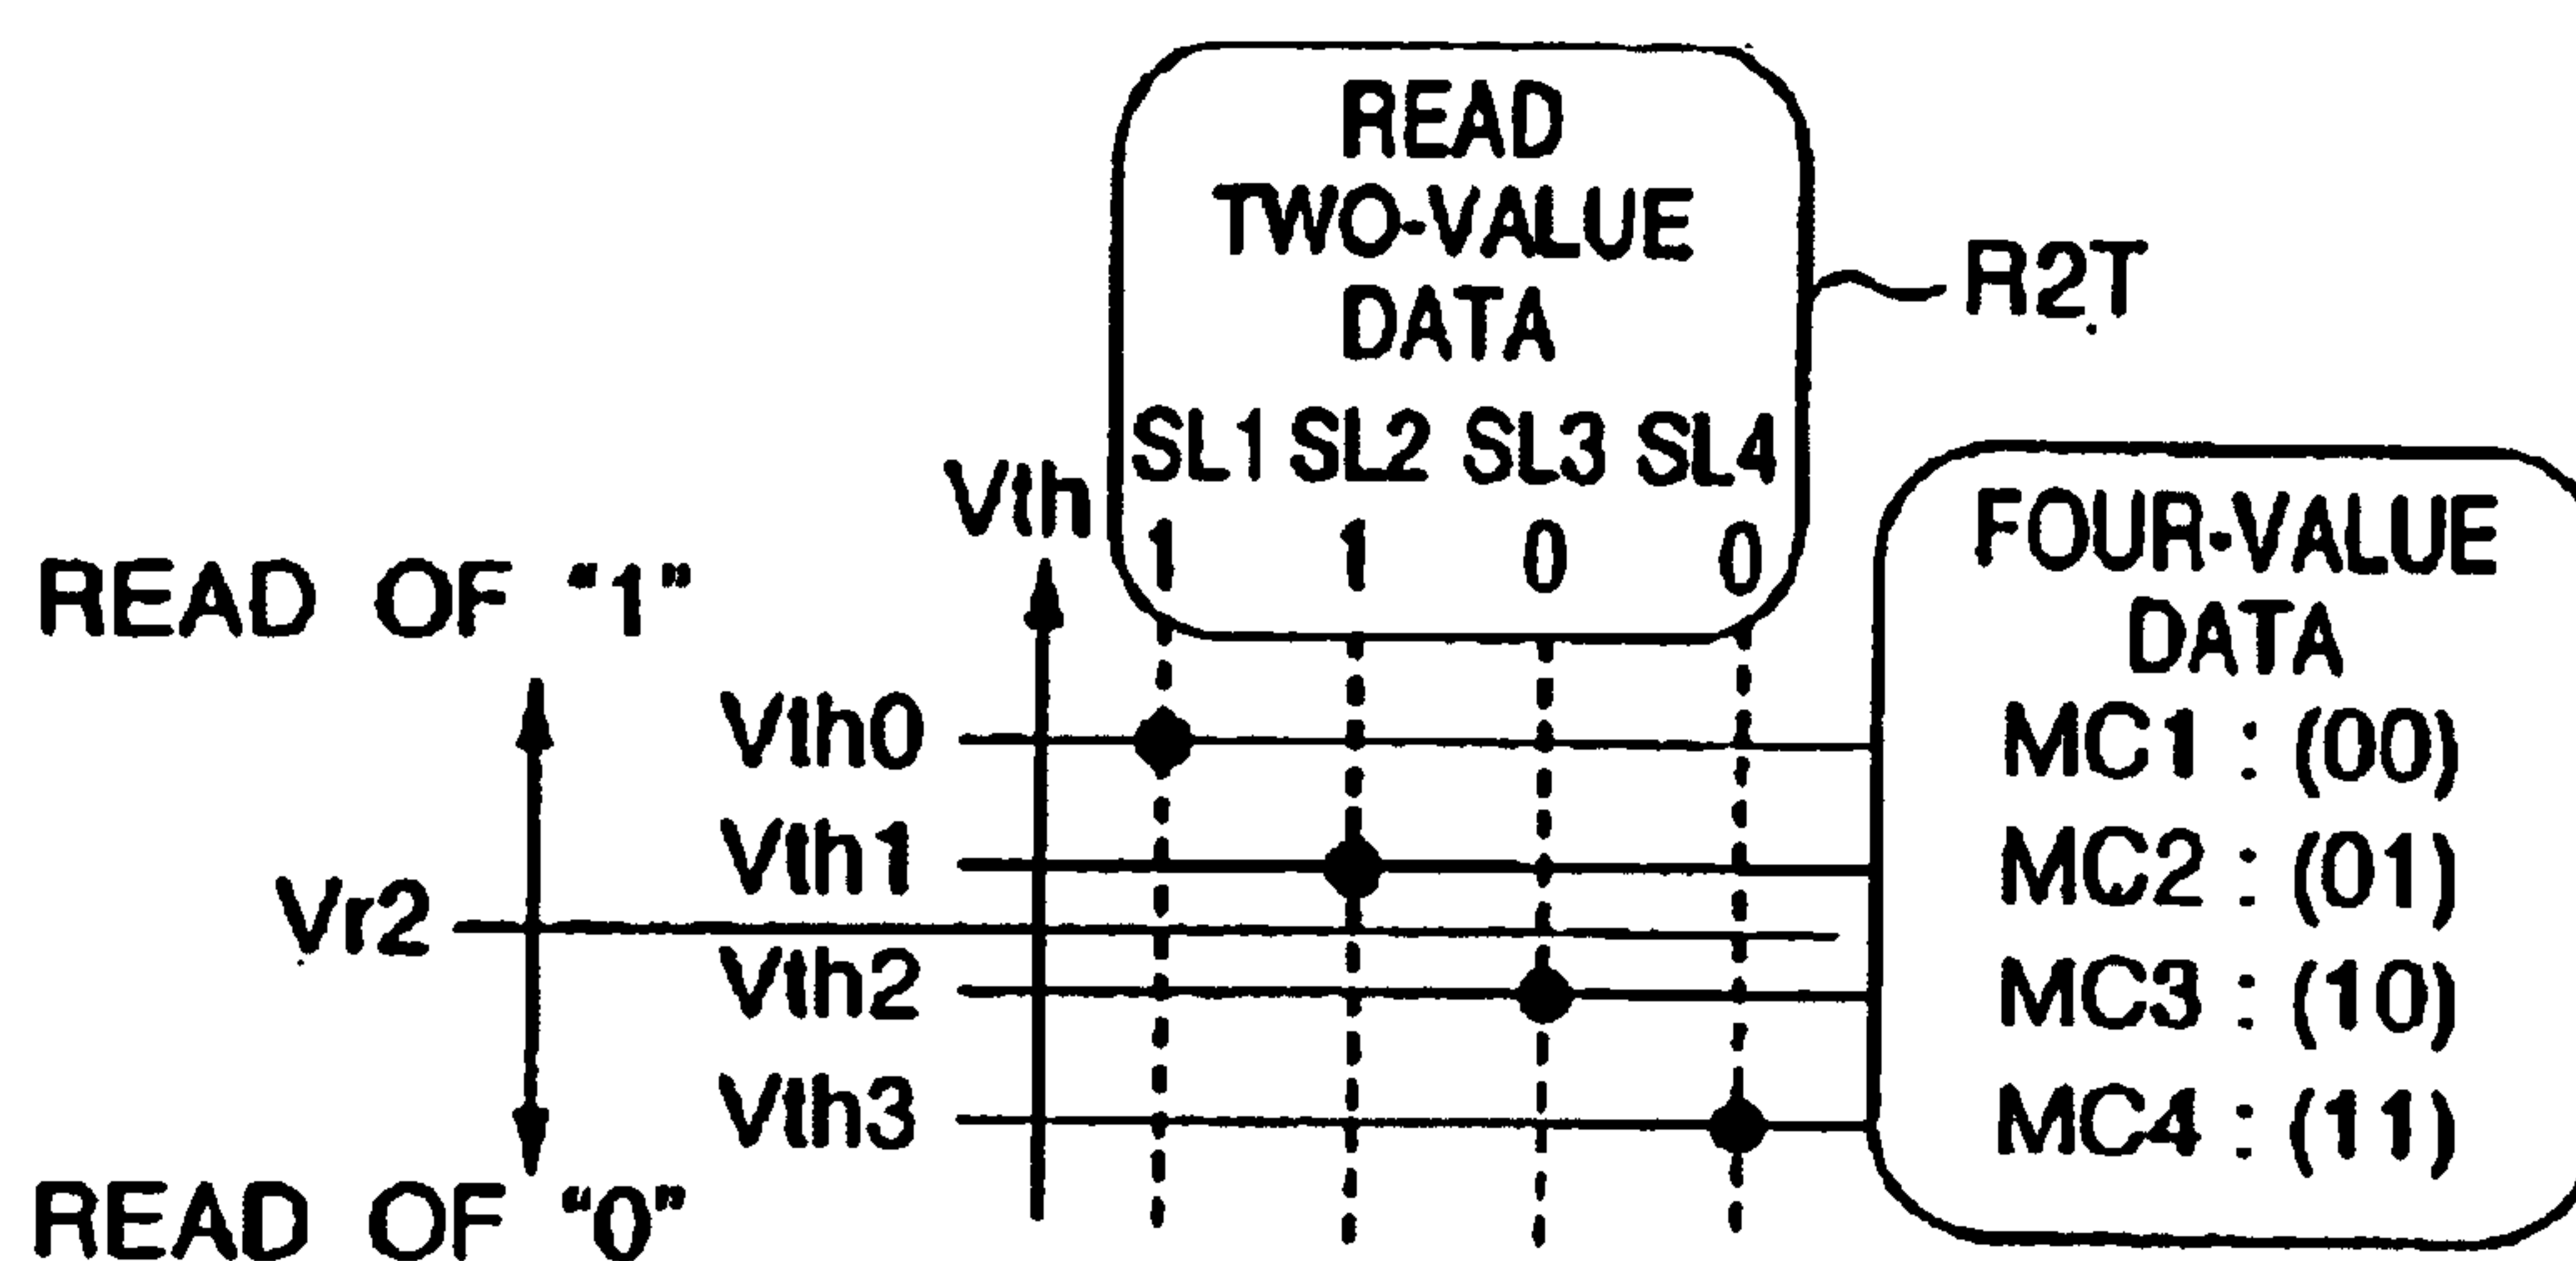 READ
TWO-VALUE
DATA
SL1 SL2 SL3 SL4
1 1 0 0
R2T
Vth
READ OF "1"
Vr2
READ OF "0"
Vth0
Vth1
Vth2
Vth3
FOUR-VALUE
DATA
MC1 : (00)
MC2 : (01)
MC3 : (10)
MC4 : (11)